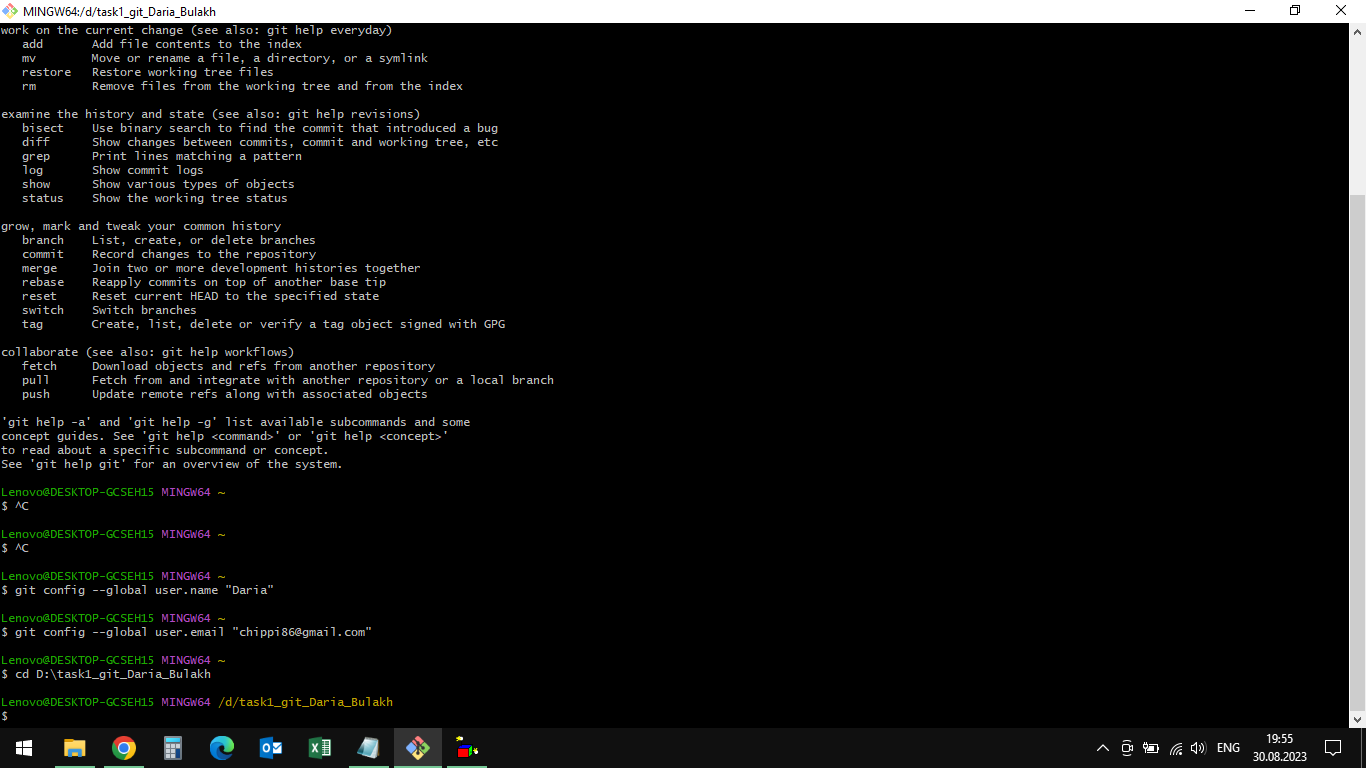 MINGW64:/d/task1_git_Daria_Bulakh
work on the current change (see also: git help everyday)
   add       Add file contents to the index
   mv        Move or rename a file, a directory, or a symlink
   restore   Restore working tree files
   rm        Remove files from the working tree and from the index

examine the history and state (see also: git help revisions)
   bisect    Use binary search to find the commit that introduced a bug
   diff      Show changes between commits, commit and working tree, etc
   grep      Print lines matching a pattern
   log       Show commit logs
   show      Show various types of objects
   status    Show the working tree status

grow, mark and tweak your common history
   branch    List, create, or delete branches
   commit    Record changes to the repository
   merge     Join two or more development histories together
   rebase    Reapply commits on top of another base tip
   reset     Reset current HEAD to the specified state
   switch    Switch branches
   tag       Create, list, delete or verify a tag object signed with GPG

collaborate (see also: git help workflows)
   fetch     Download objects and refs from another repository
   pull      Fetch from and integrate with another repository or a local branch
   push      Update remote refs along with associated objects

'git help -a' and 'git help -g' list available subcommands and some
concept guides. See 'git help <command>' or 'git help <concept>'
to read about a specific subcommand or concept.
See 'git help git' for an overview of the system.

Lenovo@DESKTOP-GCSEH15 MINGW64 ~
$ ^C

Lenovo@DESKTOP-GCSEH15 MINGW64 ~
$ ^C

Lenovo@DESKTOP-GCSEH15 MINGW64 ~
$ git config --global user.name "Daria"

Lenovo@DESKTOP-GCSEH15 MINGW64 ~
$ git config --global user.email "chippi86@gmail.com"

Lenovo@DESKTOP-GCSEH15 MINGW64 ~
$ cd D:\task1_git_Daria_Bulakh

Lenovo@DESKTOP-GCSEH15 MINGW64 /d/task1_git_Daria_Bulakh
$
ENG
19:55
30.08.2023